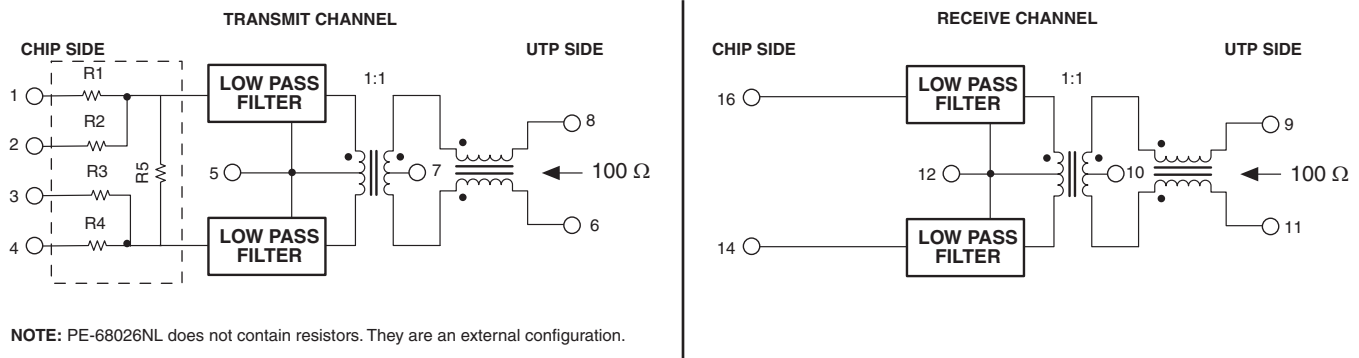 TRANSMIT CHANNEL
CHIP SIDE
UTP SIDE
R1
R2
R3
R4
R5
1
2
3
4
LOW PASS
FILTER
LOW PASS
FILTER
5
1:1
7
8
6
100 Ω
NOTE: PE-68026NL does not contain resistors. They are an external configuration.
RECEIVE CHANNEL
CHIP SIDE
UTP SIDE
16
14
LOW PASS
FILTER
LOW PASS
FILTER
12
1:1
10
9
11
100 Ω